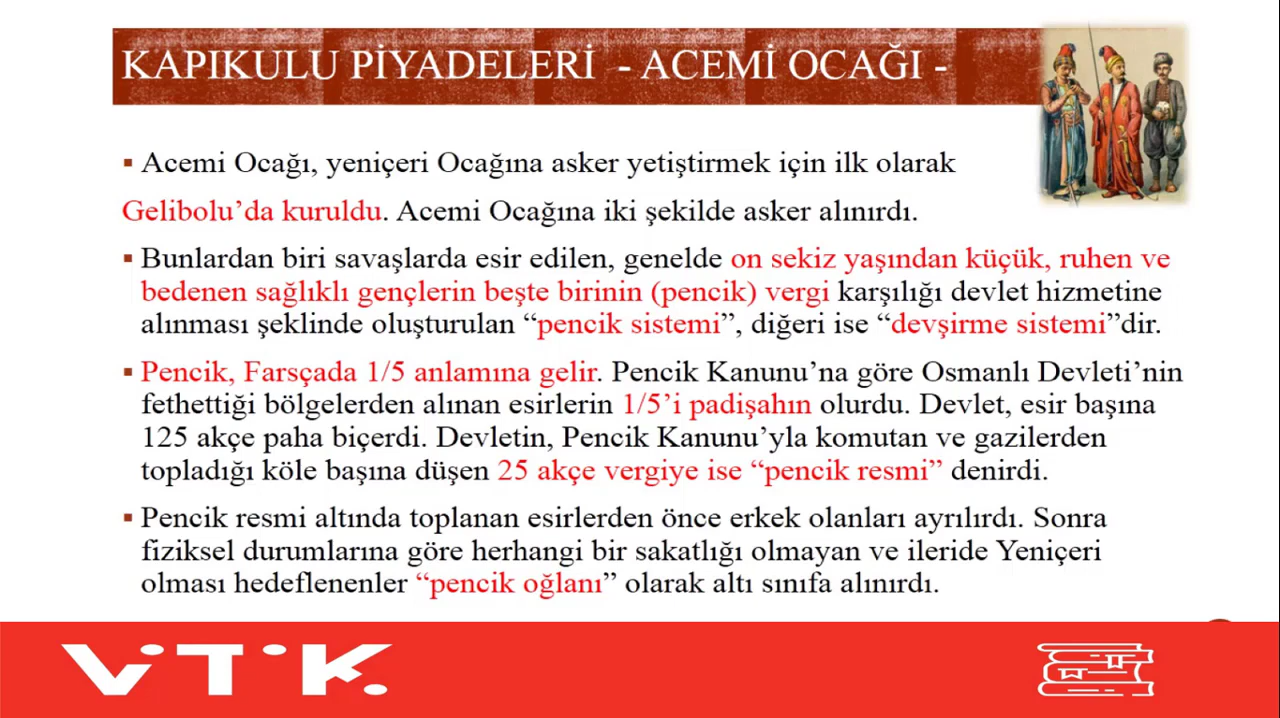 KAPIKULU PİYADELERİ - ACEMİ OCAĞI -
▪ Acemi Ocağı, yeniçeri Ocağına asker yetiştirmek için ilk olarak
Gelibolu’da kuruldu. Acemi Ocağına iki şekilde asker alınırdı.
▪ Bunlardan biri savaşlarda esir edilen, genelde on sekiz yaşından küçük, ruhen ve
bedenen sağlıklı gençlerin beşte birinin (pencik) vergi karşılığı devlet hizmetine
alınması şeklinde oluşturulan “pencik sistemi”, diğeri ise “devşirme sistemi”dir.
▪ Pencik, Farsçada 1/5 anlamına gelir. Pencik Kanunu’na göre Osmanlı Devleti’nin
fethettiği bölgelerden alınan esirlerin 1/5’i padişahın olurdu. Devlet, esir başına
125 akçe paha biçerdi. Devletin, Pencik Kanunu’yla komutan ve gazilerden
topladığı köle başına düşen 25 akçe vergiye ise “pencik resmi” denirdi.
▪ Pencik resmi altında toplanan esirlerden önce erkek olanları ayrılırdı. Sonra
fiziksel durumlarına göre herhangi bir sakatlığı olmayan ve ileride Yeniçeri
olması hedeflenenler “pencik oğlanı” olarak altı sınıfa alınırdı.
VİTİK.